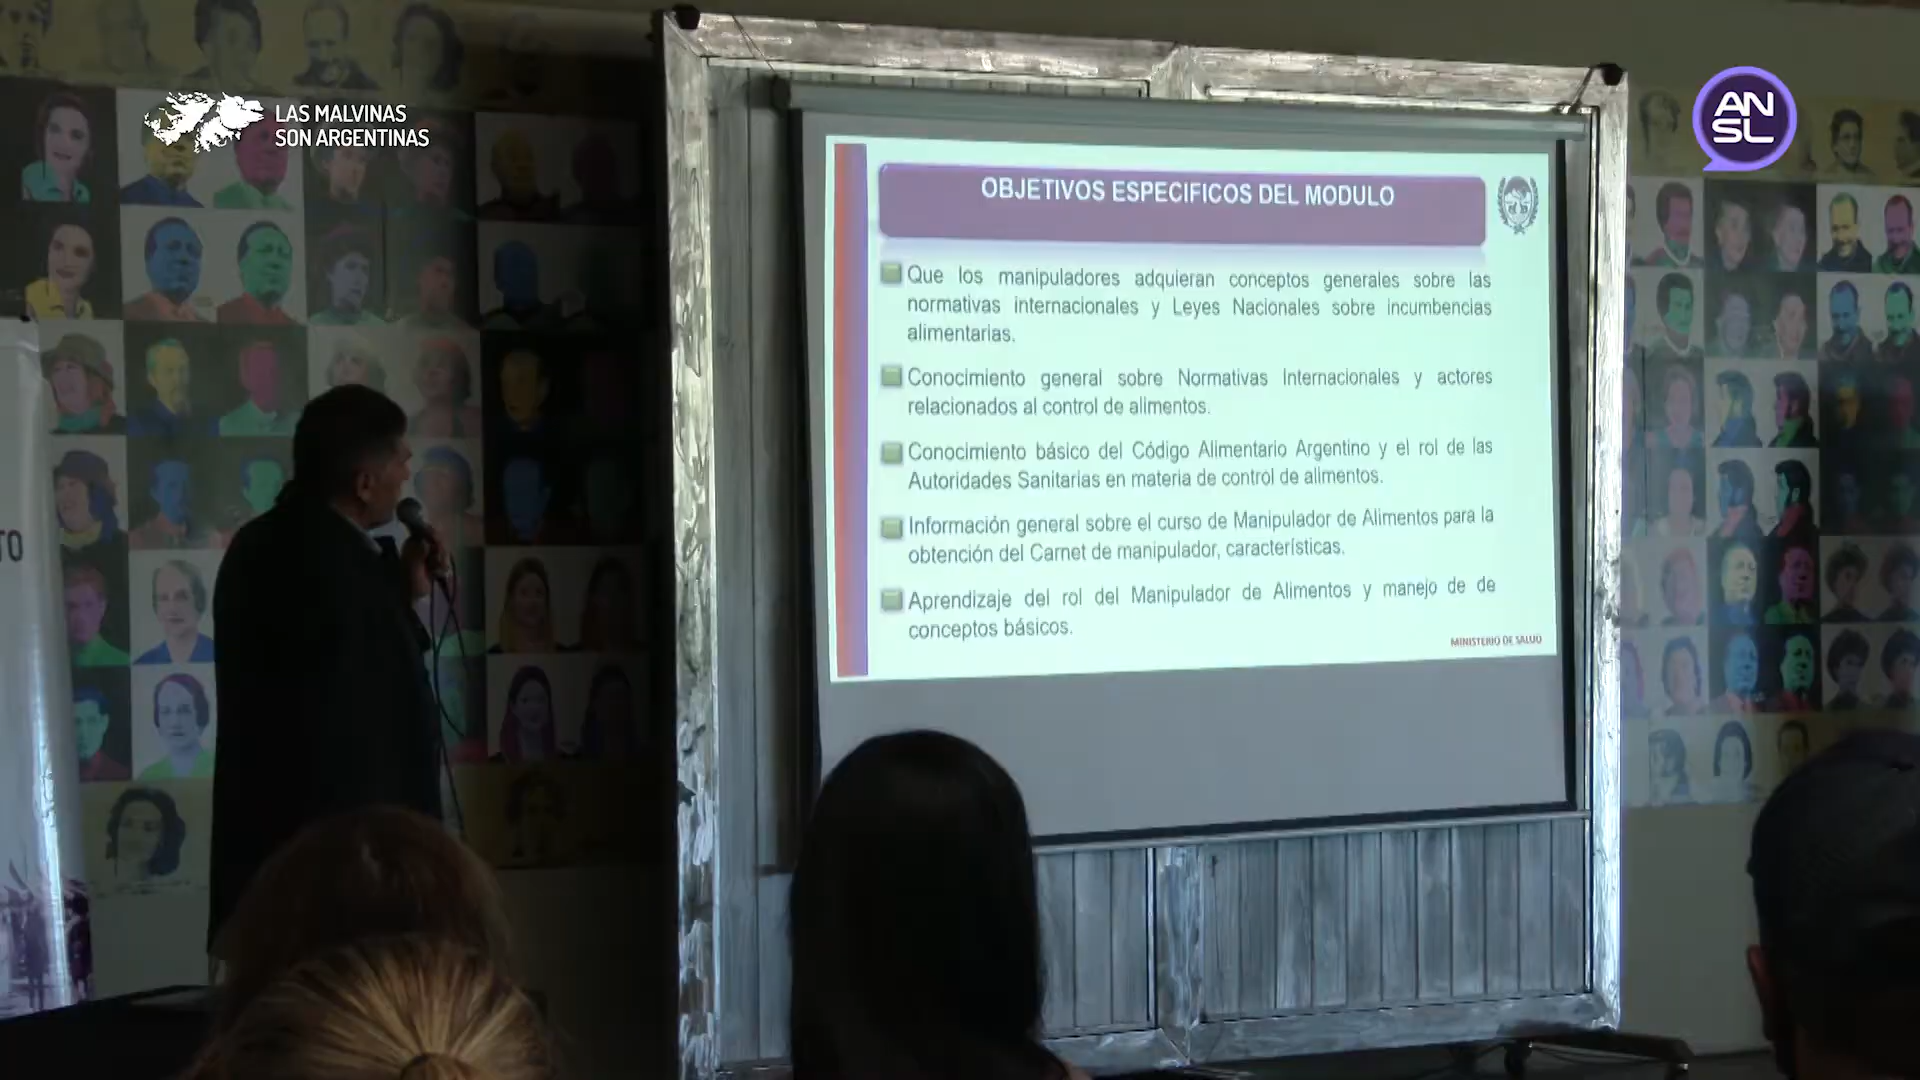 LAS MALVINAS
SON ARGENTINAS
AN
SL
TO
OBJETIVOS ESPECIFICOS DEL MODULO
Que los manipuladores adquieran conceptos generales sobre las
normativas internacionales y Leyes Nacionales sobre incumbencias
alimentarias.
Conocimiento general sobre Normativas Internacionales y actores
relacionados al control de alimentos.
Conocimiento básico del Código Alimentario Argentino y el rol de las
Autoridades Sanitarias en materia de control de alimentos.
Información general sobre el curso de Manipulador de Alimentos para la
obtención del Carnet de manipulador, características.
Aprendizaje del rol del Manipulador de Alimentos y manejo de de
conceptos básicos.
MINISTERIO DE SALUD